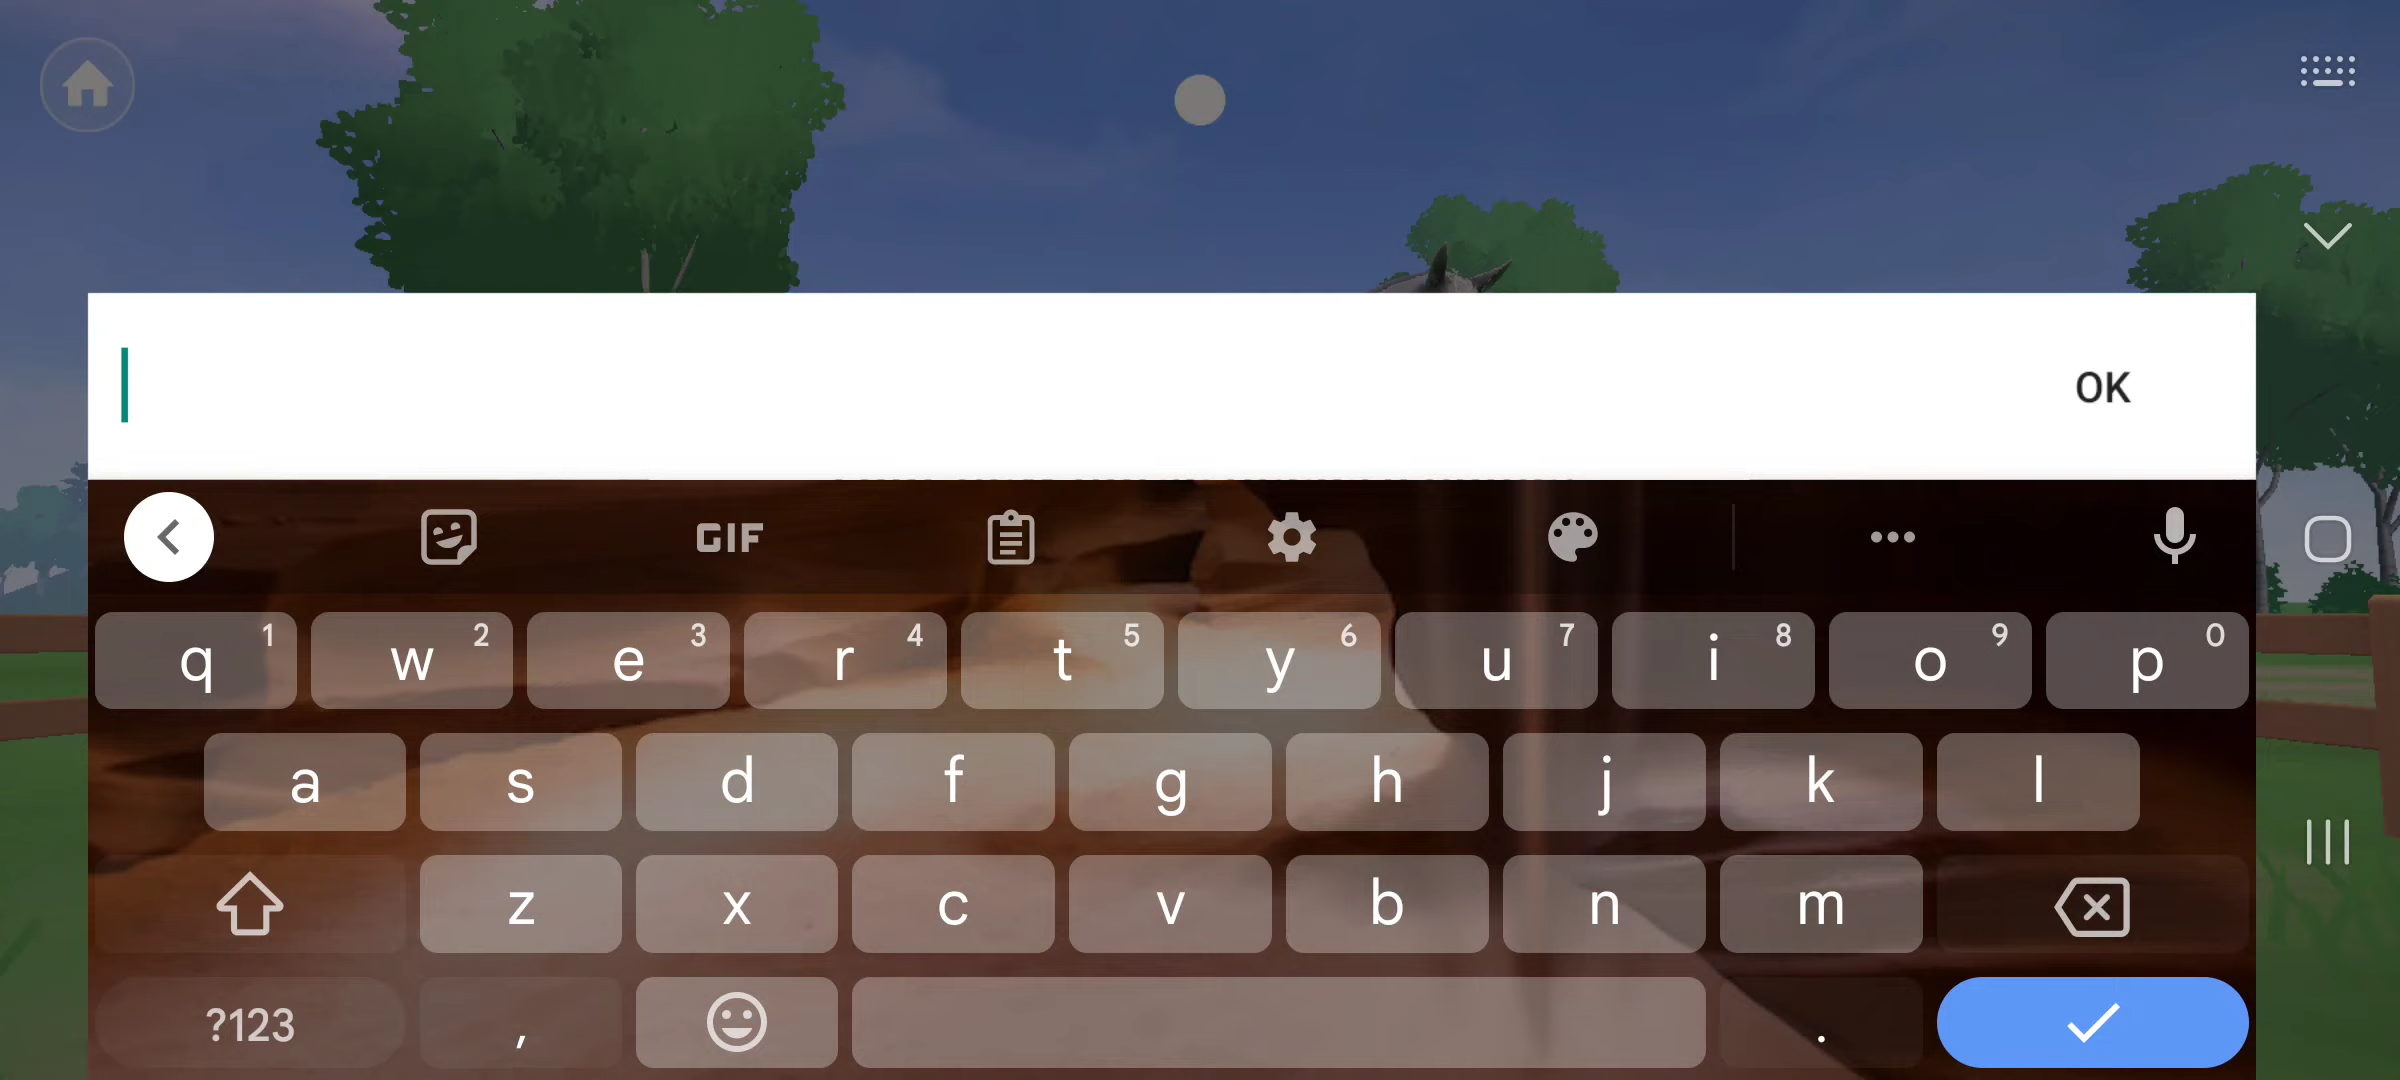 OK
GIF
q 1 w 2 e 3 r 4 t 5 y 6 u 7 i 8 o 9 p 0
a s d f g h j k l
z x c v b n m
?123 , .